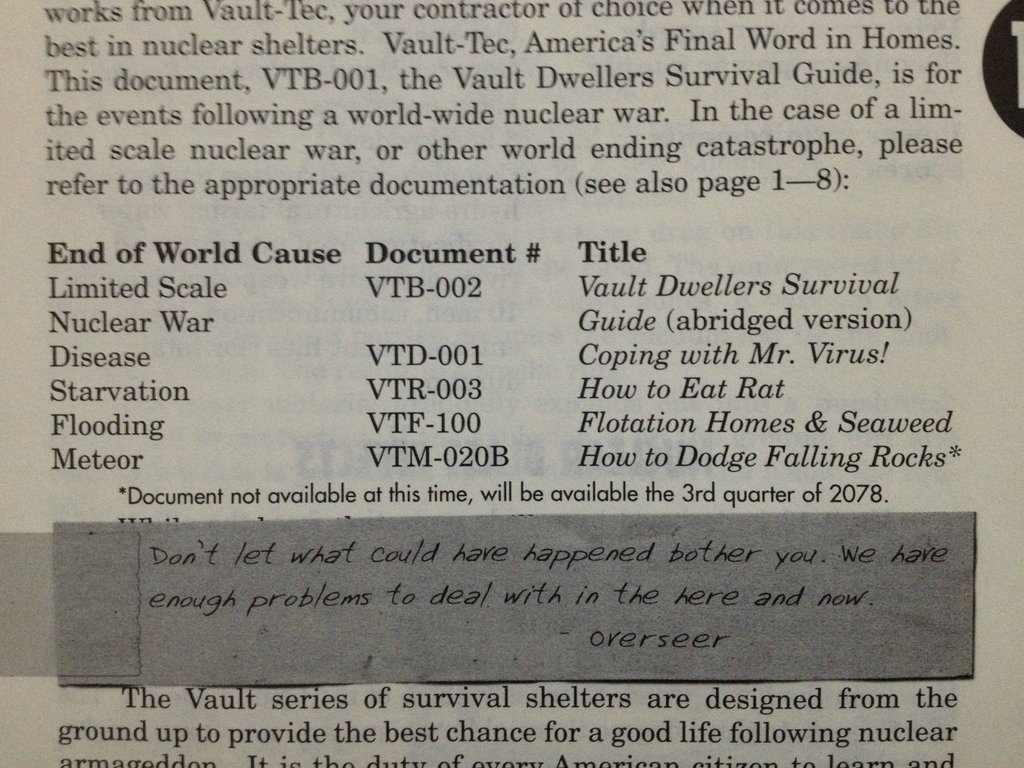 works from Vault-Tec, your contractor of choice when it comes to the
best in nuclear shelters. Vault-Tec, America's Final Word in Homes.
This document, VTB-001, the Vault Dwellers Survival Guide, is for
the events following a world-wide nuclear war. In the case of a lim-
ited scale nuclear war, or other world ending catastrophe, please
refer to the appropriate documentation (see also page 1—8):
End of World Cause Document # Title
Limited Scale VTB-002 Vault Dwellers Survival
Nuclear War Guide (abridged version)
Disease VTD-001 Coping with Mr. Virus!
Starvation VTR-003 How to Eat Rat
Flooding VTF-100 Flotation Homes & Seaweed
Meteor VTM-020B How to Dodge Falling Rocks*
*Document not available at this time, will be available the 3rd quarter of 2078.
Don't let what could have happened bother you. We have
enough problems to deal with in the here and now.
- overseer
The Vault series of survival shelters are designed from the
ground up to provide the best chance for a good life following nuclear
armageddon. It is the duty of every American citizen to learn and